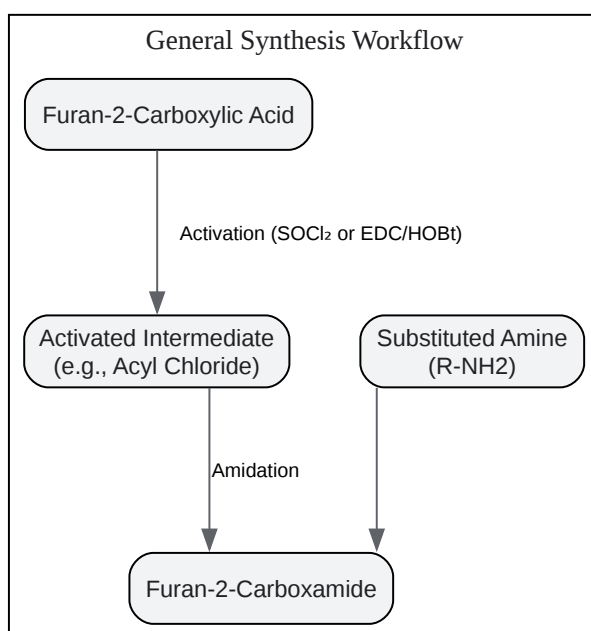 General Synthesis Workflow
Furan-2-Carboxylic Acid
Activation (SOCl₂ or EDC/HOBt)
Activated Intermediate
(e.g., Acyl Chloride)
Substituted Amine
(R-NH2)
Amidation
Furan-2-Carboxamide